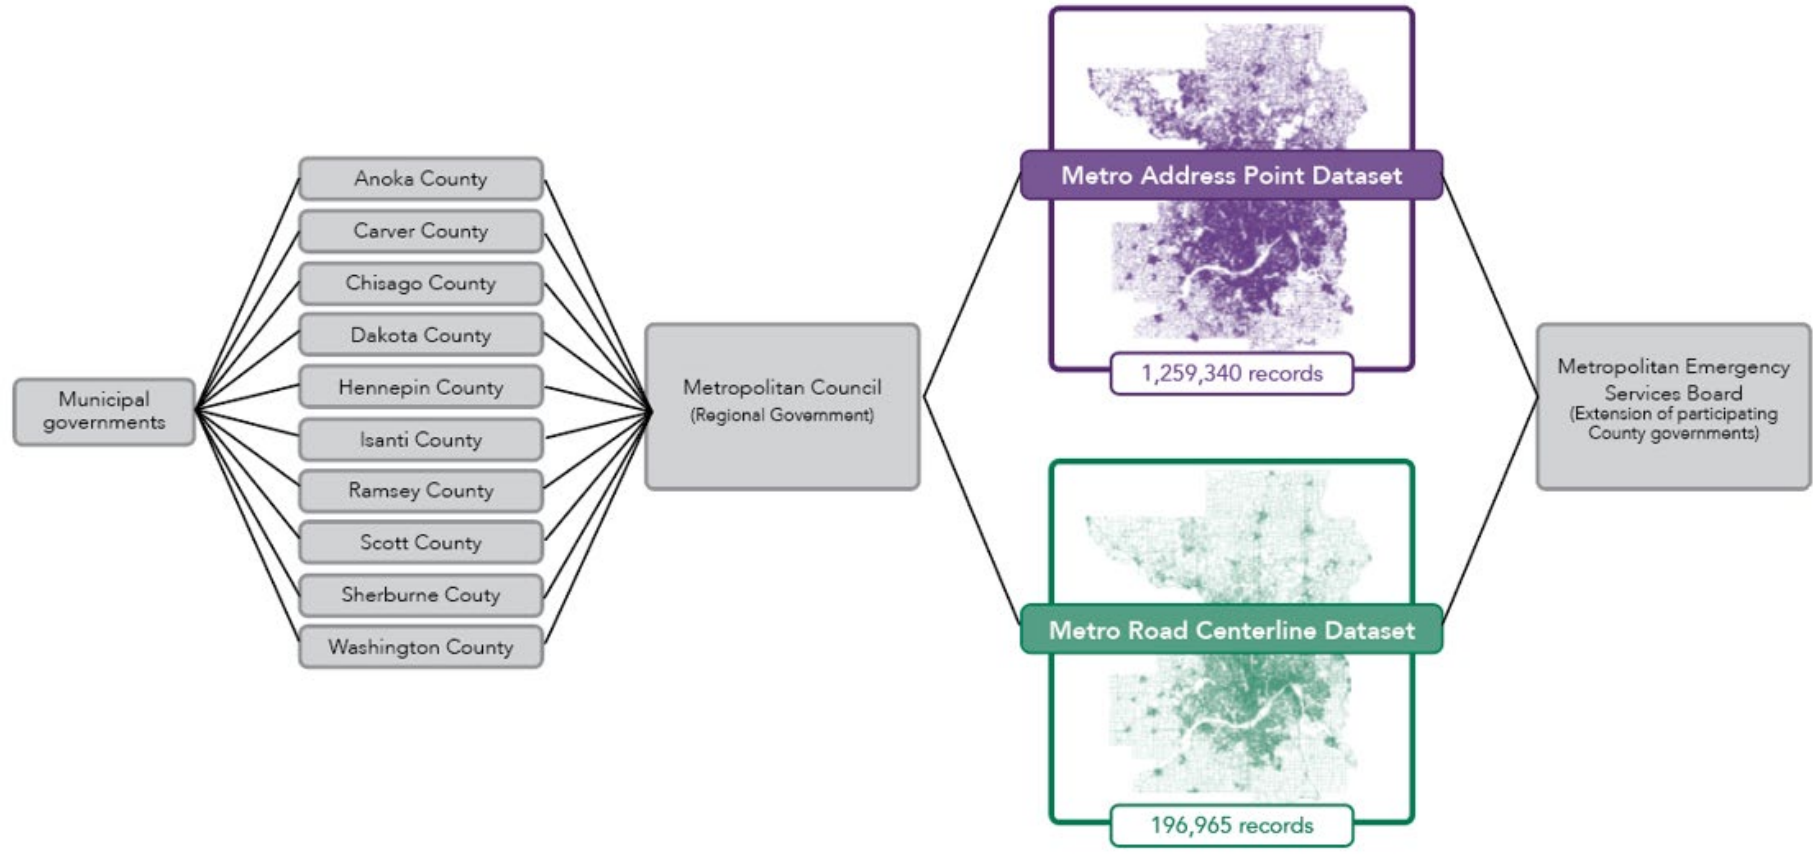 Municipal
governments
Anoka County
Carver County
Chisago County
Dakota County
Hennepin County
Isanti County
Ramsey County
Scott County
Sherburne Couty
Washington County
Metropolitan Council
(Regional Government)
Metro Address Point Dataset
1,259,340 records
Metro Road Centerline Dataset
196,965 records
Metropolitan Emergency
Services Board
(Extension of participating
County governments)